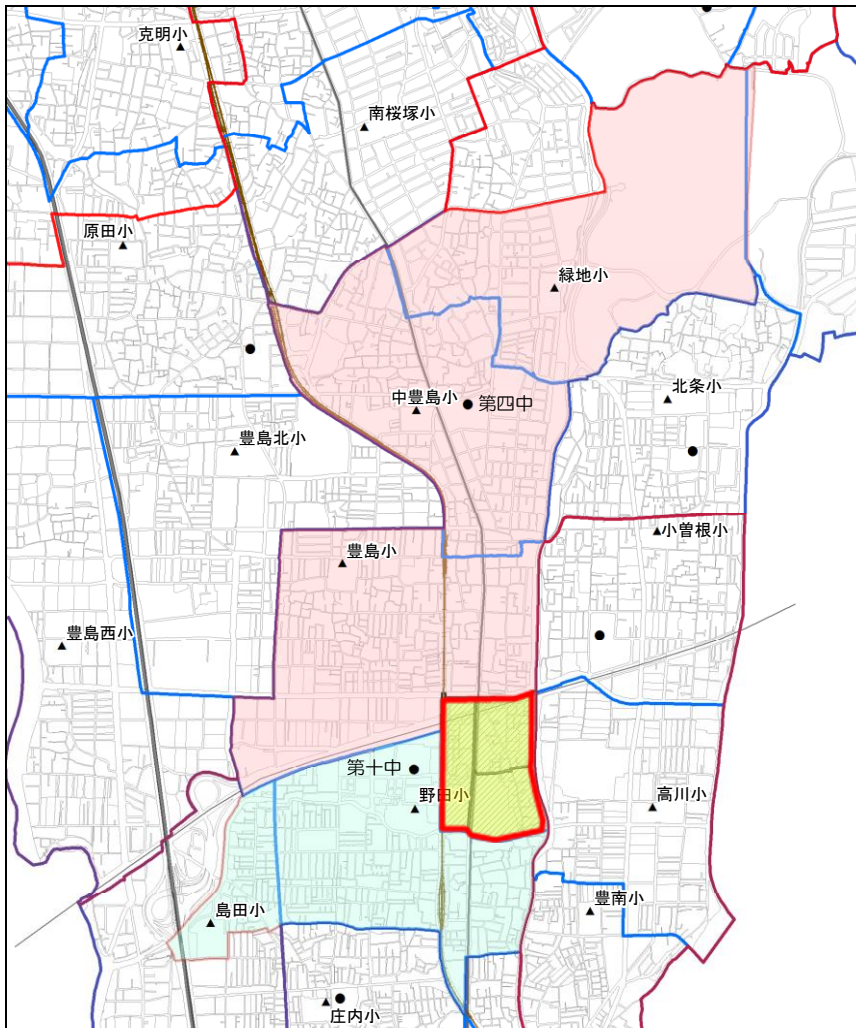 克明小
南桜塚小
原田小
緑地小
北条小
中豊島小
第四中
豊島北小
小曽根小
豊島小
豊島西小
第十中
野田小
高川小
島田小
豊南小
庄内小